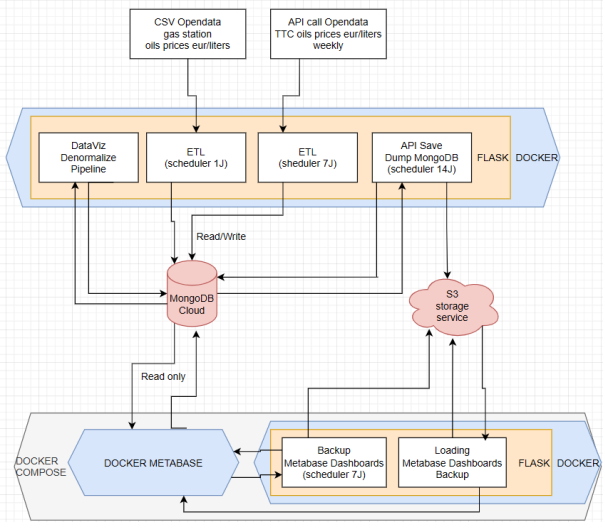 CSV Opendata
gas station
oils prices eur/liters
API call Opendata
TTC oils prices eur/liters
weekly
DataViz
Denormalize
Pipeline
ETL
(scheduler 1J)
ETL
(sheduler 7J)
API Save
Dump MongoDB
(scheduler 14J)
FLASK
DOCKER
Read/Write
MongoDB
Cloud
S3
storage
service
Read only
DOCKER
COMPOSE
DOCKER METABASE
Backup
Metabase Dashboards
(scheduler 7J)
Loading
Metabase Dashboards
Backup
FLASK
DOCKER